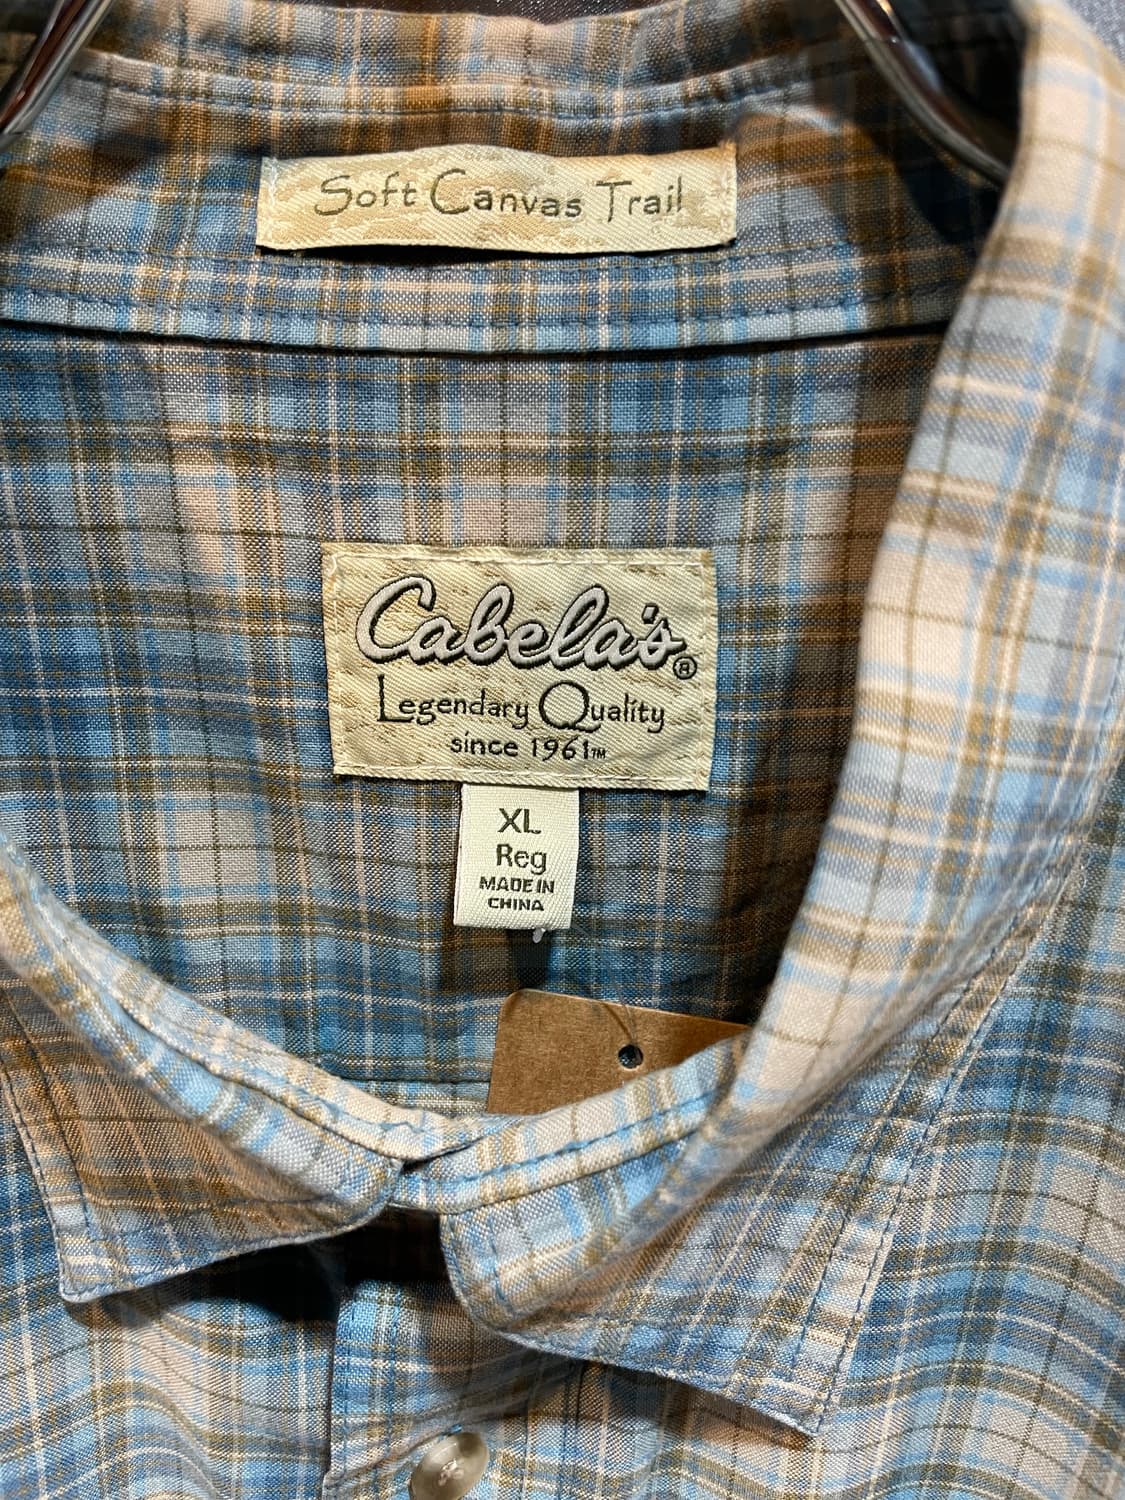 Soft Canvas Trail
Cabela's®
Legendary Quality
since 1961™
XL
Reg
MADE IN
CHINA